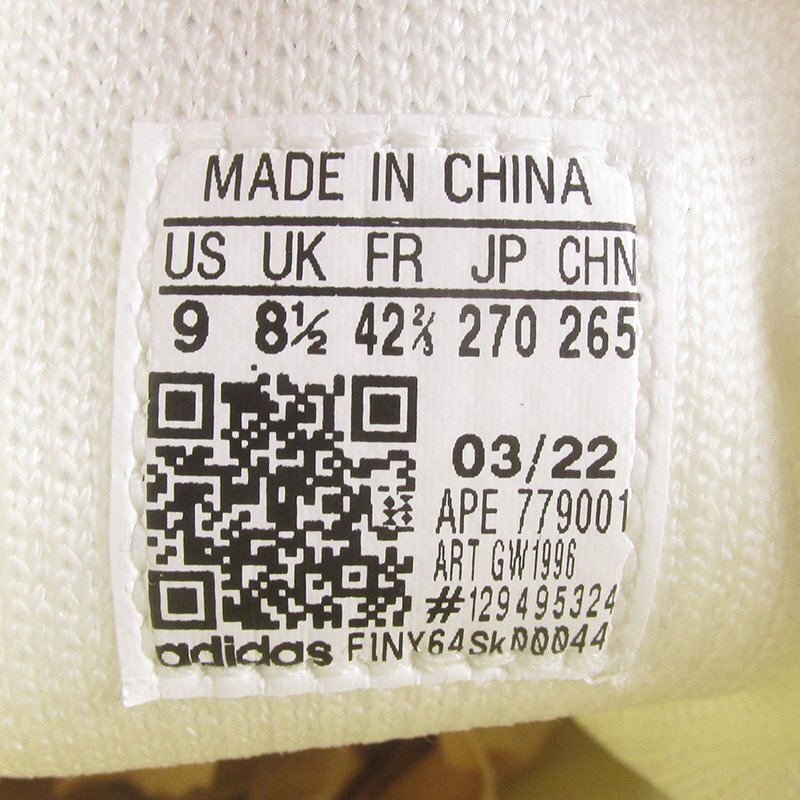 MADE IN CHINA
US UK FR JP CHN
9 8½ 42⅔ 270 265
03/22
APE 779001
ART GW1996
#129495324
adidas